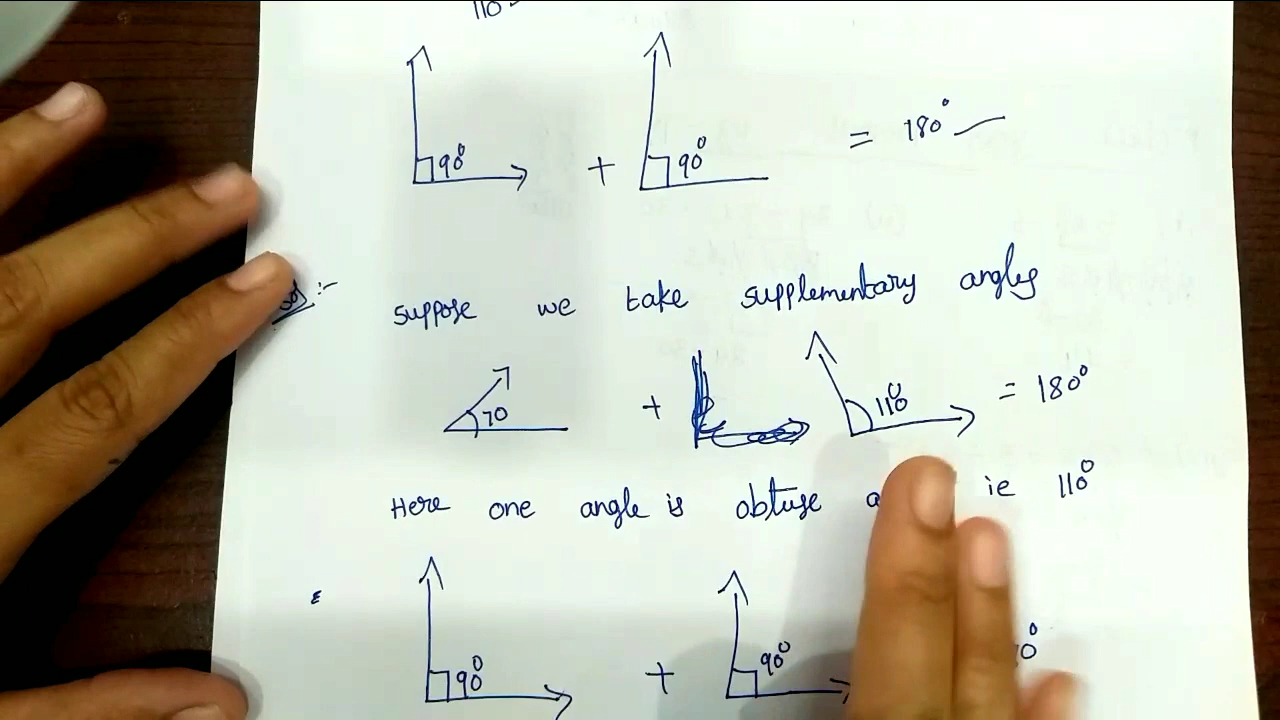 110
90° + 90° = 180°
suppose we take supplementary angles
70 + 110° = 180°
Here one angle is obtuse ie 110°
90° + 90°